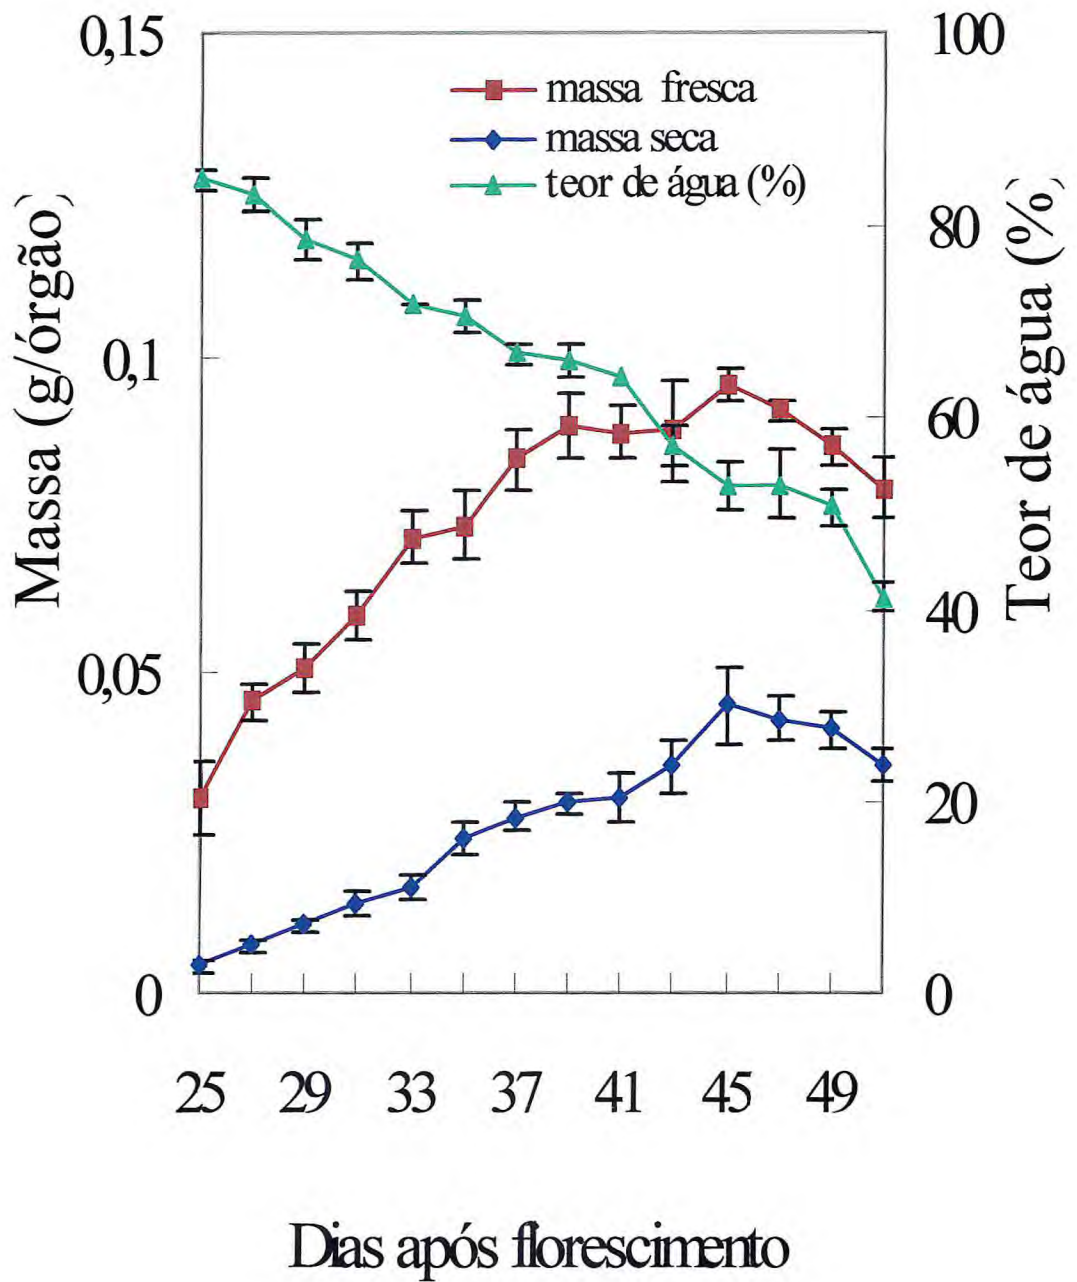 0,15
0,1
0,05
0
Massa (g/órgão)
massa fresca
massa seca
teor de água (%)
100
80
60
40
20
0
Teor de água (%)
25 29 33 37 41 45 49
Dias após florescimento